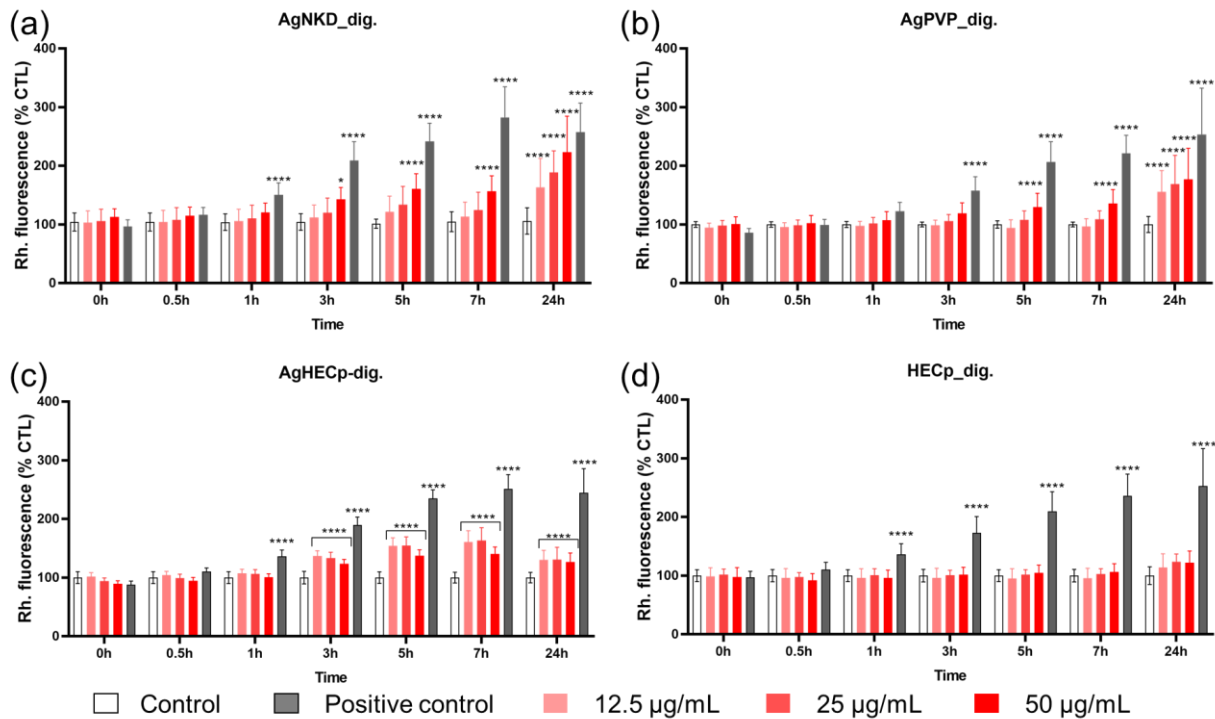 (a)
AgNKD_dig.
Rh. fluorescence (% CTL)
400
300
200
100
0
****
****
*
****
****
****
****
****
****
****
****
0h 0.5h 1h 3h 5h 7h 24h
Time
(b)
AgPVP_dig.
Rh. fluorescence (% CTL)
400
300
200
100
0
****
****
****
****
****
****
****
****
****
0h 0.5h 1h 3h 5h 7h 24h
Time
(c)
AgHECp-dig.
Rh. fluorescence (% CTL)
400
300
200
100
0
****
****
****
****
****
****
****
****
****
0h 0.5h 1h 3h 5h 7h 24h
Time
(d)
HECp_dig.
Rh. fluorescence (% CTL)
400
300
200
100
0
****
****
****
****
****
0h 0.5h 1h 3h 5h 7h 24h
Time
Control Positive control 12.5 µg/mL 25 µg/mL 50 µg/mL